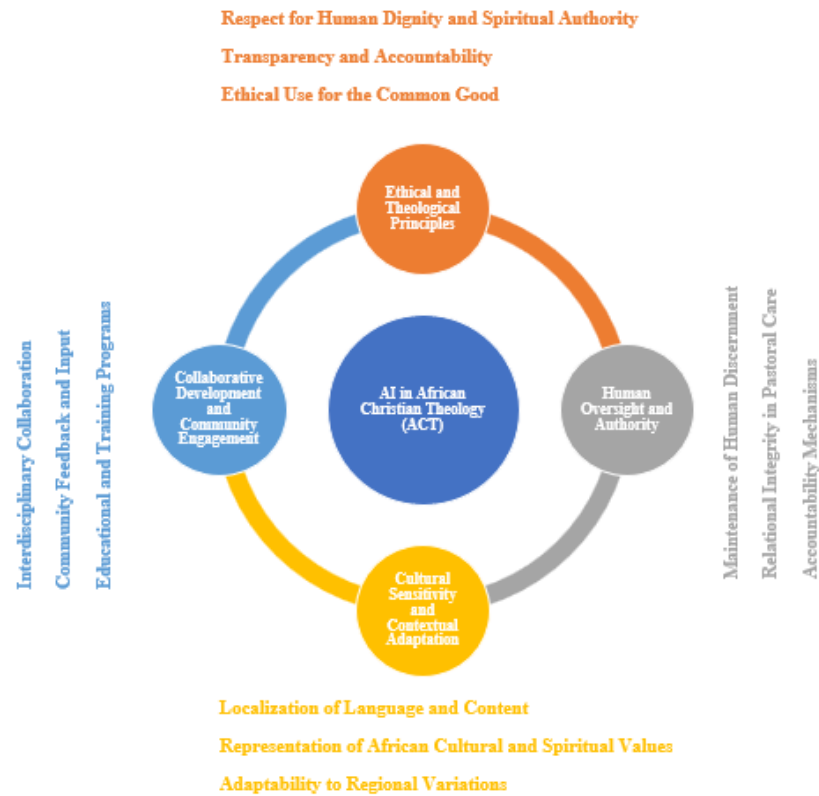 Respect for Human Dignity and Spiritual Authority
Transparency and Accountability
Ethical Use for the Common Good
Ethical and
Theological
Principles
Interdisciplinary Collaboration
Community Feedback and Input
Educational and Training Programs
Collaborative
Development
and
Community
Engagement
AI in African
Christian Theology
(ACT)
Human
Oversight and
Authority
Maintenance of Human Discernment
Relational Integrity in Pastoral Care
Accountability Mechanisms
Cultural
Sensitivity
and
Contextual
Adaptation
Localization of Language and Content
Representation of African Cultural and Spiritual Values
Adaptability to Regional Variations